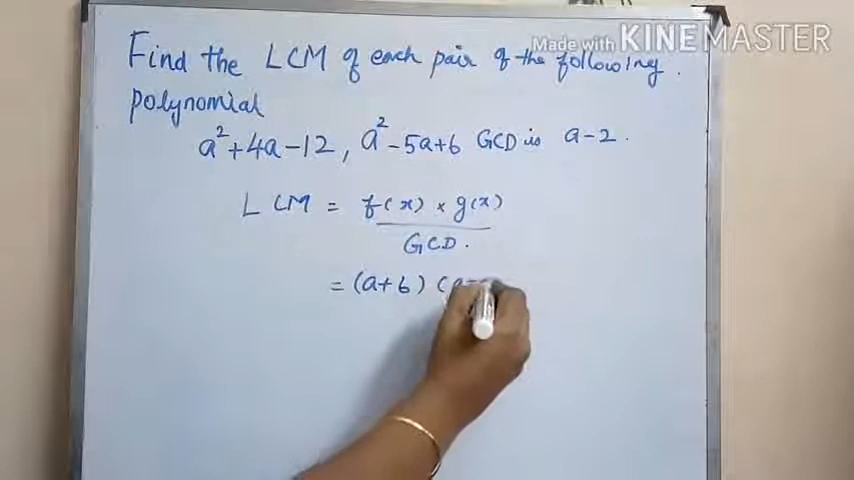 Made with KINEMASTER
Find the LCM of each pair of the following.
polynomial
a²+4a-12, a²-5a+6 GCD is a-2.
LCM = f(x) × g(x)
GCD.
= (a+6) (a-